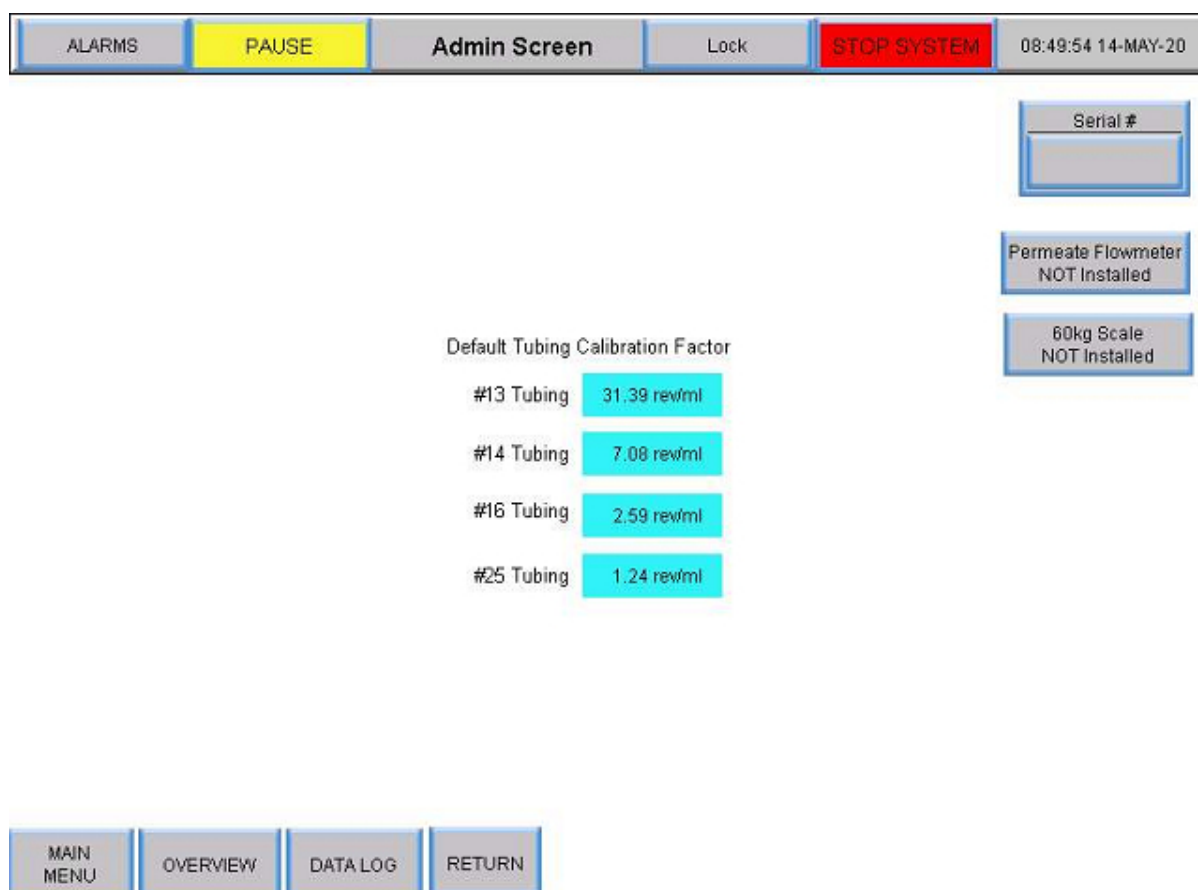 ALARMS PAUSE Admin Screen Lock STOP SYSTEM 08:49:54 14-MAY-20
Serial #
Permeate Flowmeter
NOT Installed
60kg Scale
NOT Installed
Default Tubing Calibration Factor
#13 Tubing 31.39 rev/ml
#14 Tubing 7.08 rev/ml
#16 Tubing 2.59 rev/ml
#25 Tubing 1.24 rev/ml
MAIN
MENU
OVERVIEW
DATA LOG
RETURN